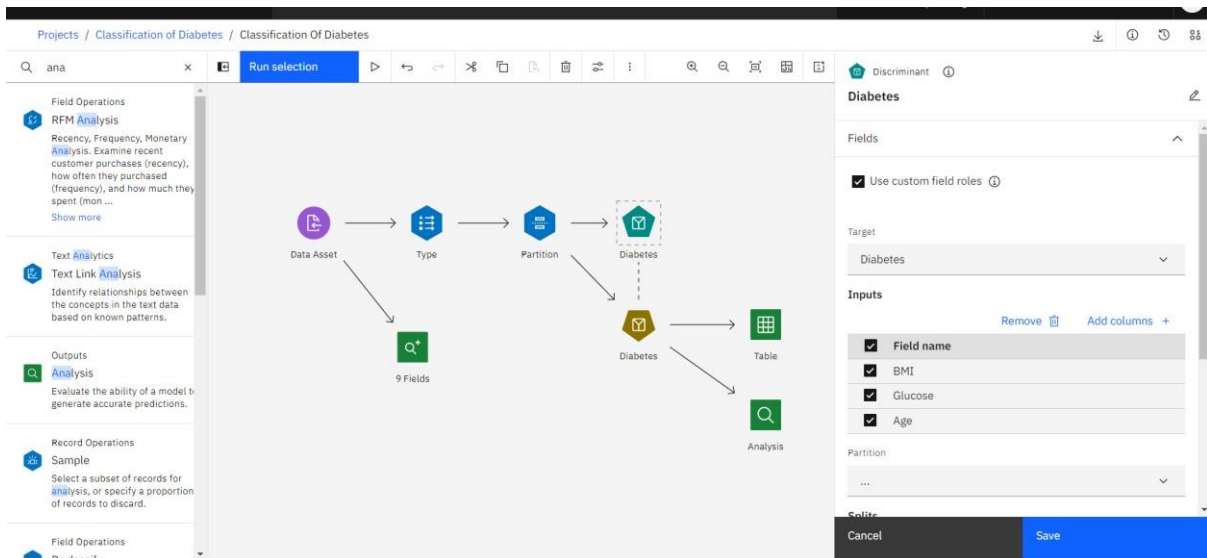 Projects / Classification of Diabetes / Classification Of Diabetes
ana
Run selection
Field Operations
RFM Analysis
Recency, Frequency, Monetary
Analysis. Examine recent
customer purchases (recency),
how often they purchased
(frequency), and how much they
spent (mon ...
Show more
Text Analytics
Text Link Analysis
Identify relationships between
the concepts in the text data
based on known patterns.
Outputs
Analysis
Evaluate the ability of a model t
generate accurate predictions.
Record Operations
Sample
Select a subset of records for
analysis, or specify a proportion
of records to discard.
Field Operations
Data Asset
Type
Partition
Diabetes
9 Fields
Diabetes
Table
Analysis
Discriminant
Diabetes
Fields
Use custom field roles
Target
Diabetes
Inputs
Remove
Add columns +
Field name
BMI
Glucose
Age
Partition
...
Splits
Cancel
Save